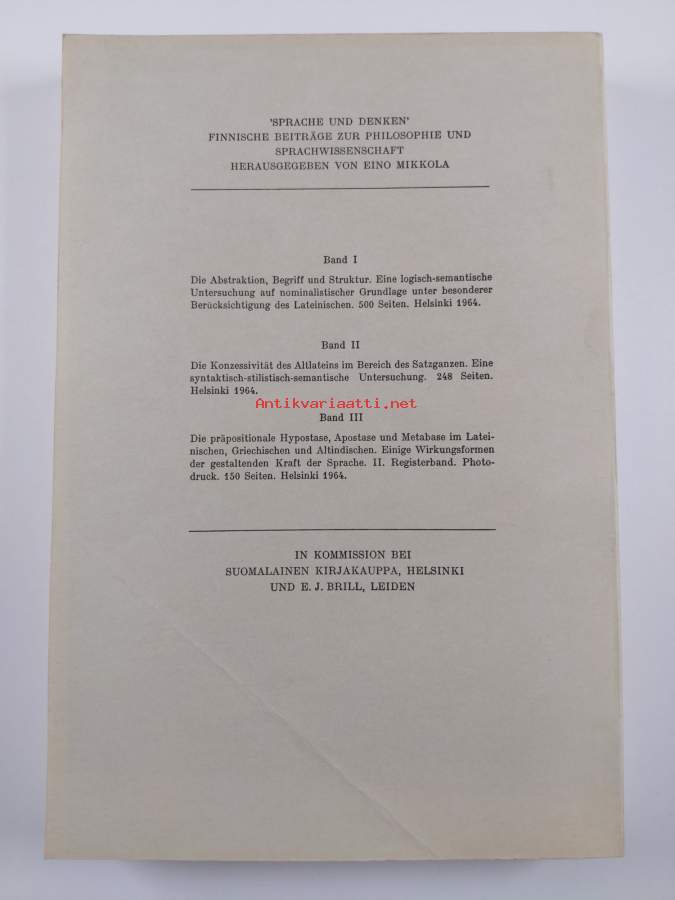 'SPRACHE UND DENKEN'
FINNISCHE BEITRÄGE ZUR PHILOSOPHIE UND
SPRACHWISSENSCHAFT
HERAUSGEGEBEN VON EINO MIKKOLA
Band I
Die Abstraktion, Begriff und Struktur. Eine logisch-semantische
Untersuchung auf nominalistischer Grundlage unter besonderer
Berücksichtigung des Lateinischen. 500 Seiten. Helsinki 1964.
Band II
Die Konzessivität des Altlateins im Bereich des Satzganzen. Eine
syntaktisch-stilistisch-semantische Untersuchung. 248 Seiten.
Helsinki 1964.
Antikvariaatti.net
Band III
Die präpositionale Hypostase, Apostase und Metabase im Latei-
nischen, Griechischen und Altindischen. Einige Wirkungsformen
der gestaltenden Kraft der Sprache. II. Registerband. Photo-
druck. 150 Seiten. Helsinki 1964.
IN KOMMISSION BEI
SUOMALAINEN KIRJAKAUPPA, HELSINKI
UND E. J. BRILL, LEIDEN